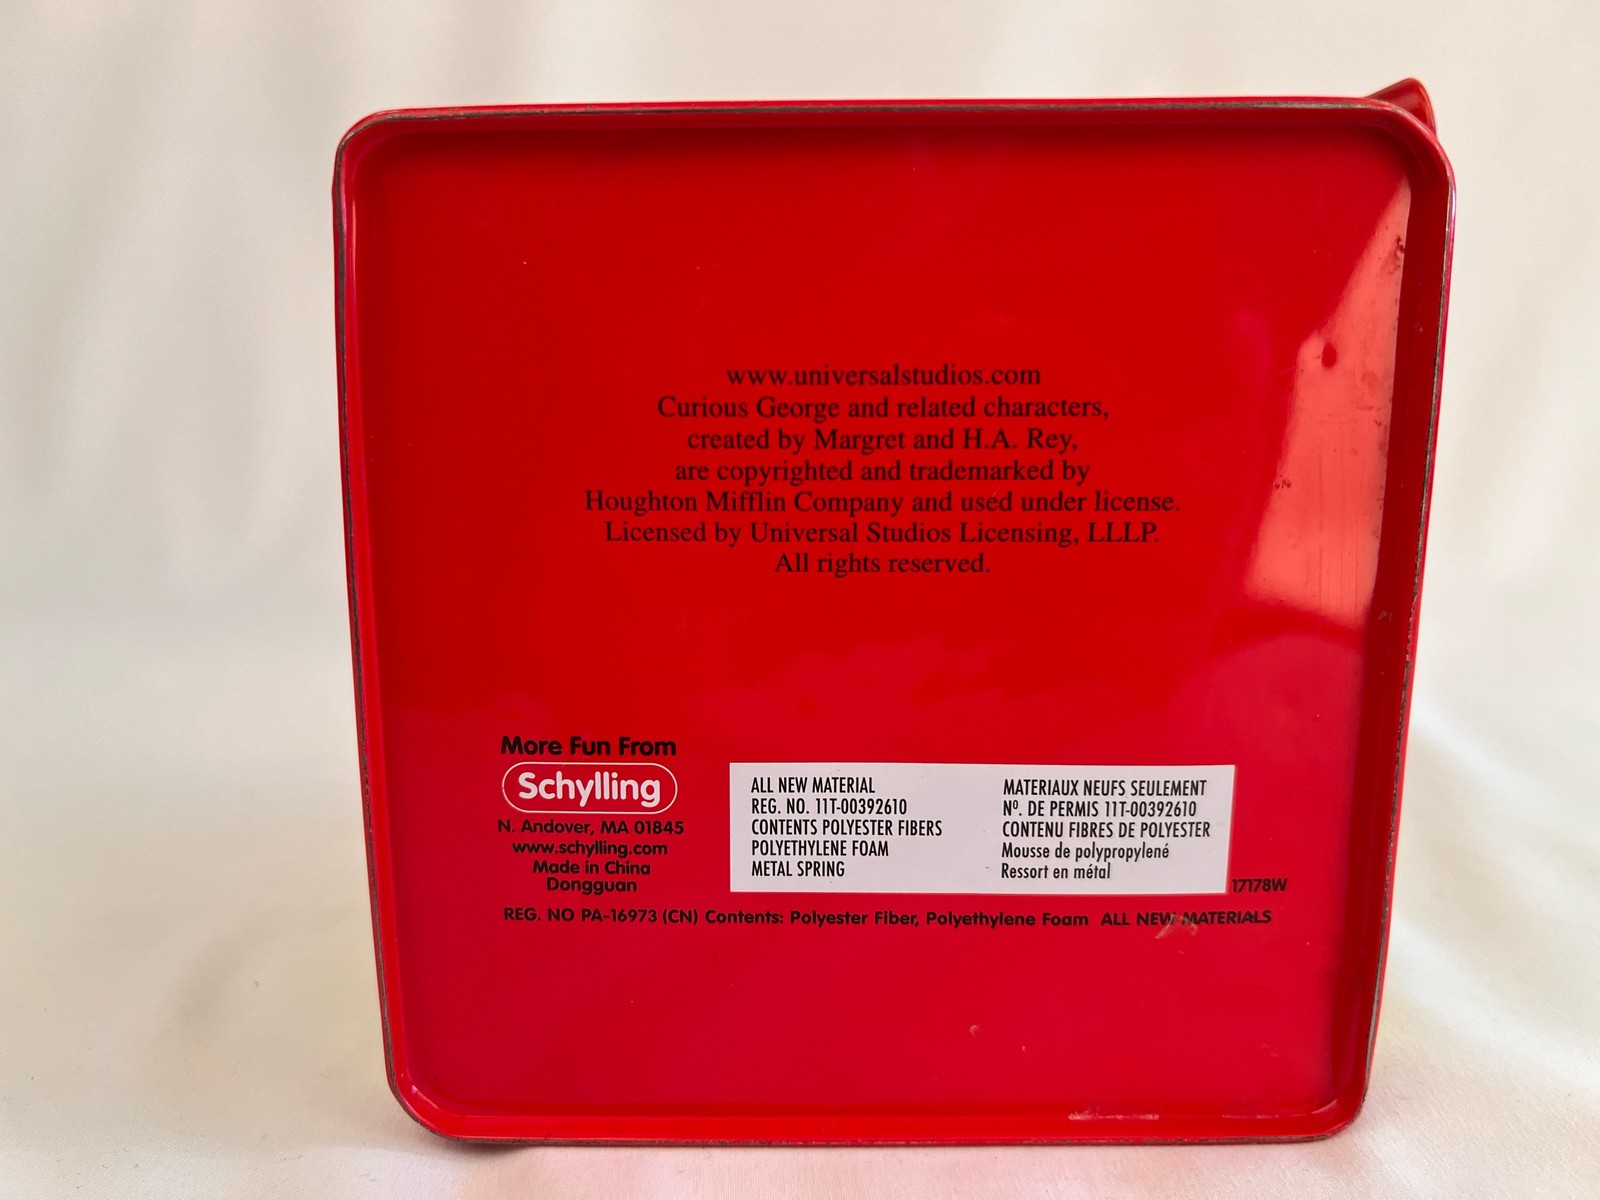 www.universalstudios.com
Curious George and related characters,
created by Margret and H.A. Rey,
are copyrighted and trademarked by
Houghton Mifflin Company and used under license.
Licensed by Universal Studios Licensing, LLLP.
All rights reserved.
More Fun From
Schylling
N. Andover, MA 01845
www.schylling.com
Made in China
Dongguan
ALL NEW MATERIAL
REG. NO. 11T-00392610
CONTENTS POLYESTER FIBERS
POLYETHYLENE FOAM
METAL SPRING
MATERIAUX NEUFS SEULEMENT
Nº. DE PERMIS 11T-00392610
CONTENU FIBRES DE POLYESTER
Mousse de polypropylené
Ressort en métal
17178W
REG. NO PA-16973 (CN) Contents: Polyester Fiber, Polyethylene Foam ALL NEW MATERIALS